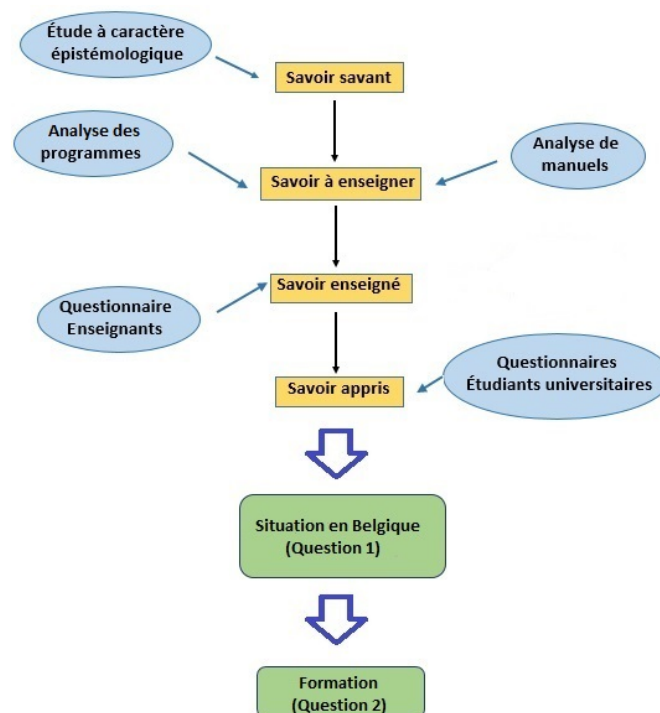 Étude à caractère
épistémologique
Savoir savant
Analyse des
programmes
Analyse de
manuels
Savoir à enseigner
Savoir enseigné
Questionnaire
Enseignants
Questionnaires
Étudiants universitaires
Savoir appris
Situation en Belgique
(Question 1)
Formation
(Question 2)